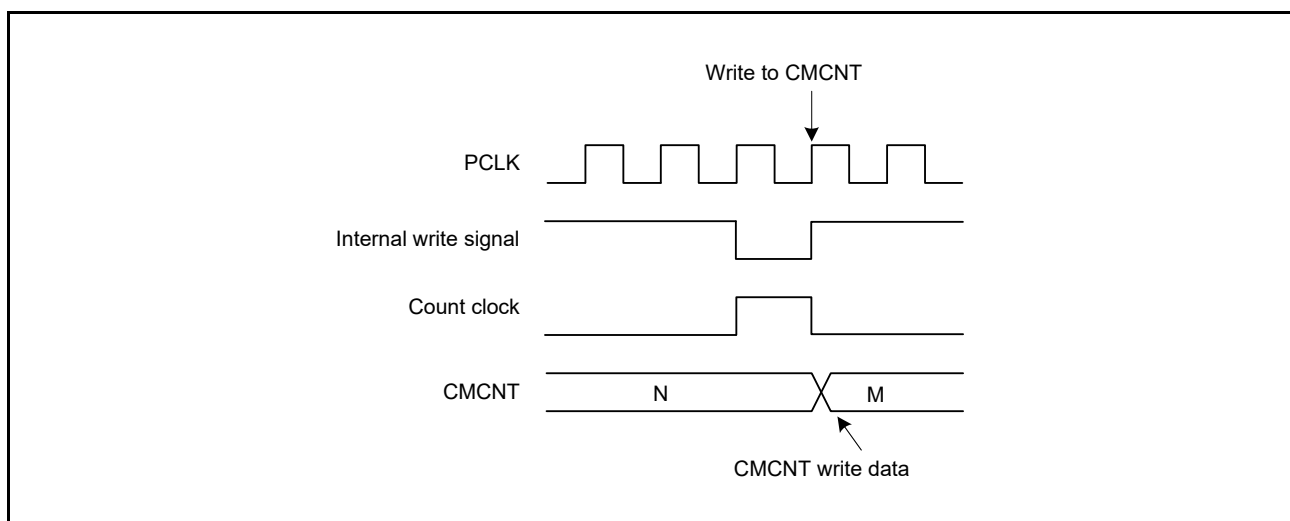 Write to CMCNT
PCLK
Internal write signal
Count clock
CMCNT
N
M
CMCNT write data